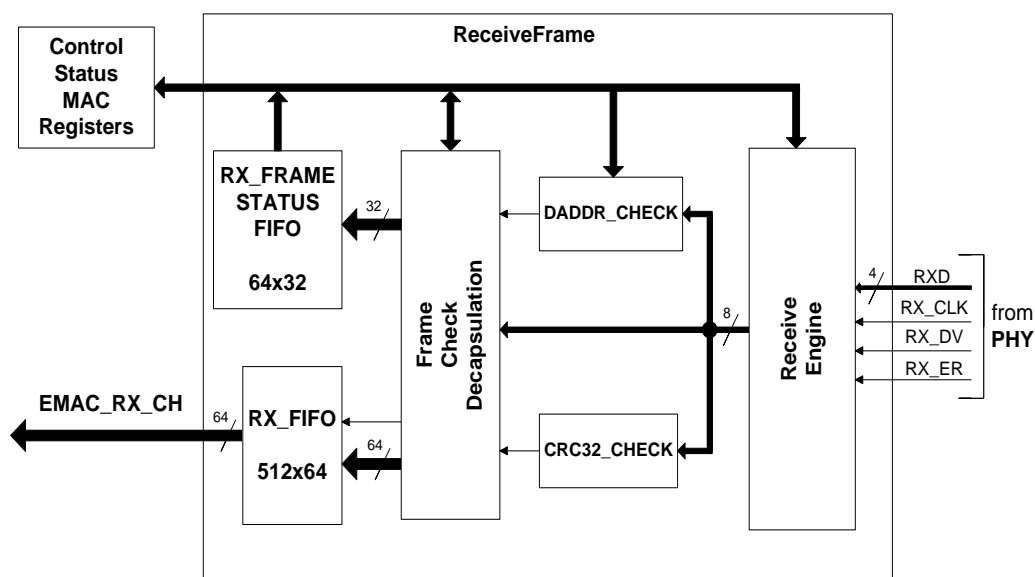 ReceiveFrame
Control
Status
MAC
Registers
RX_FRAME
STATUS
FIFO
64x32
32
Frame
Check
Decapsulation
DADDR_CHECK
8
Receive
Engine
4
RXD
RX_CLK
RX_DV
RX_ER
from
PHY
EMAC_RX_CH
64
RX_FIFO
512x64
64
CRC32_CHECK